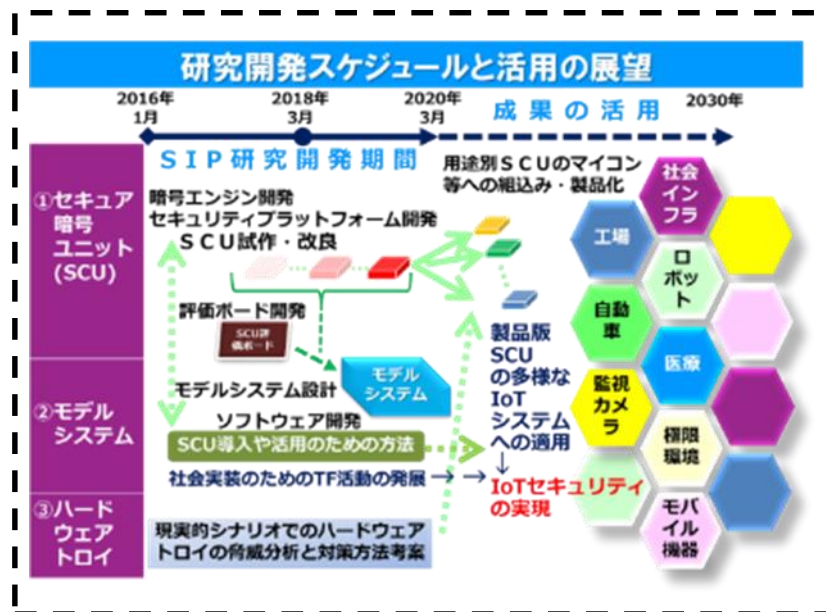 研究開発スケジュールと活用の展望
2016年
1月
2018年
3月
2020年
3月
成果の活用
2030年
SIP研究開発期間
用途別SCUのマイコン
等への組込み・製品化
①セキュア
暗号
ユニット
(SCU)
暗号エンジン開発
セキュリティプラットフォーム開発
SCU試作・改良
評価ボード開発
SCU評
価ボード
モデル
システム
製品版
SCU
の多様な
IoT
システム
への適用
↓
IoTセキュリティ
の実現
②モデル
システム
モデルシステム設計
ソフトウェア開発
SCU導入や活用のための方法
社会実装のためのTF活動の発展→→
③ハード
ウェア
トロイ
現実的シナリオでのハードウェア
トロイの脅威分析と対策方法考案
社会
イン
フラ
工場
ロ
ボッ
ト
自動
車
医療
監視
カメ
ラ
極限
環境
モバ
イル
機器